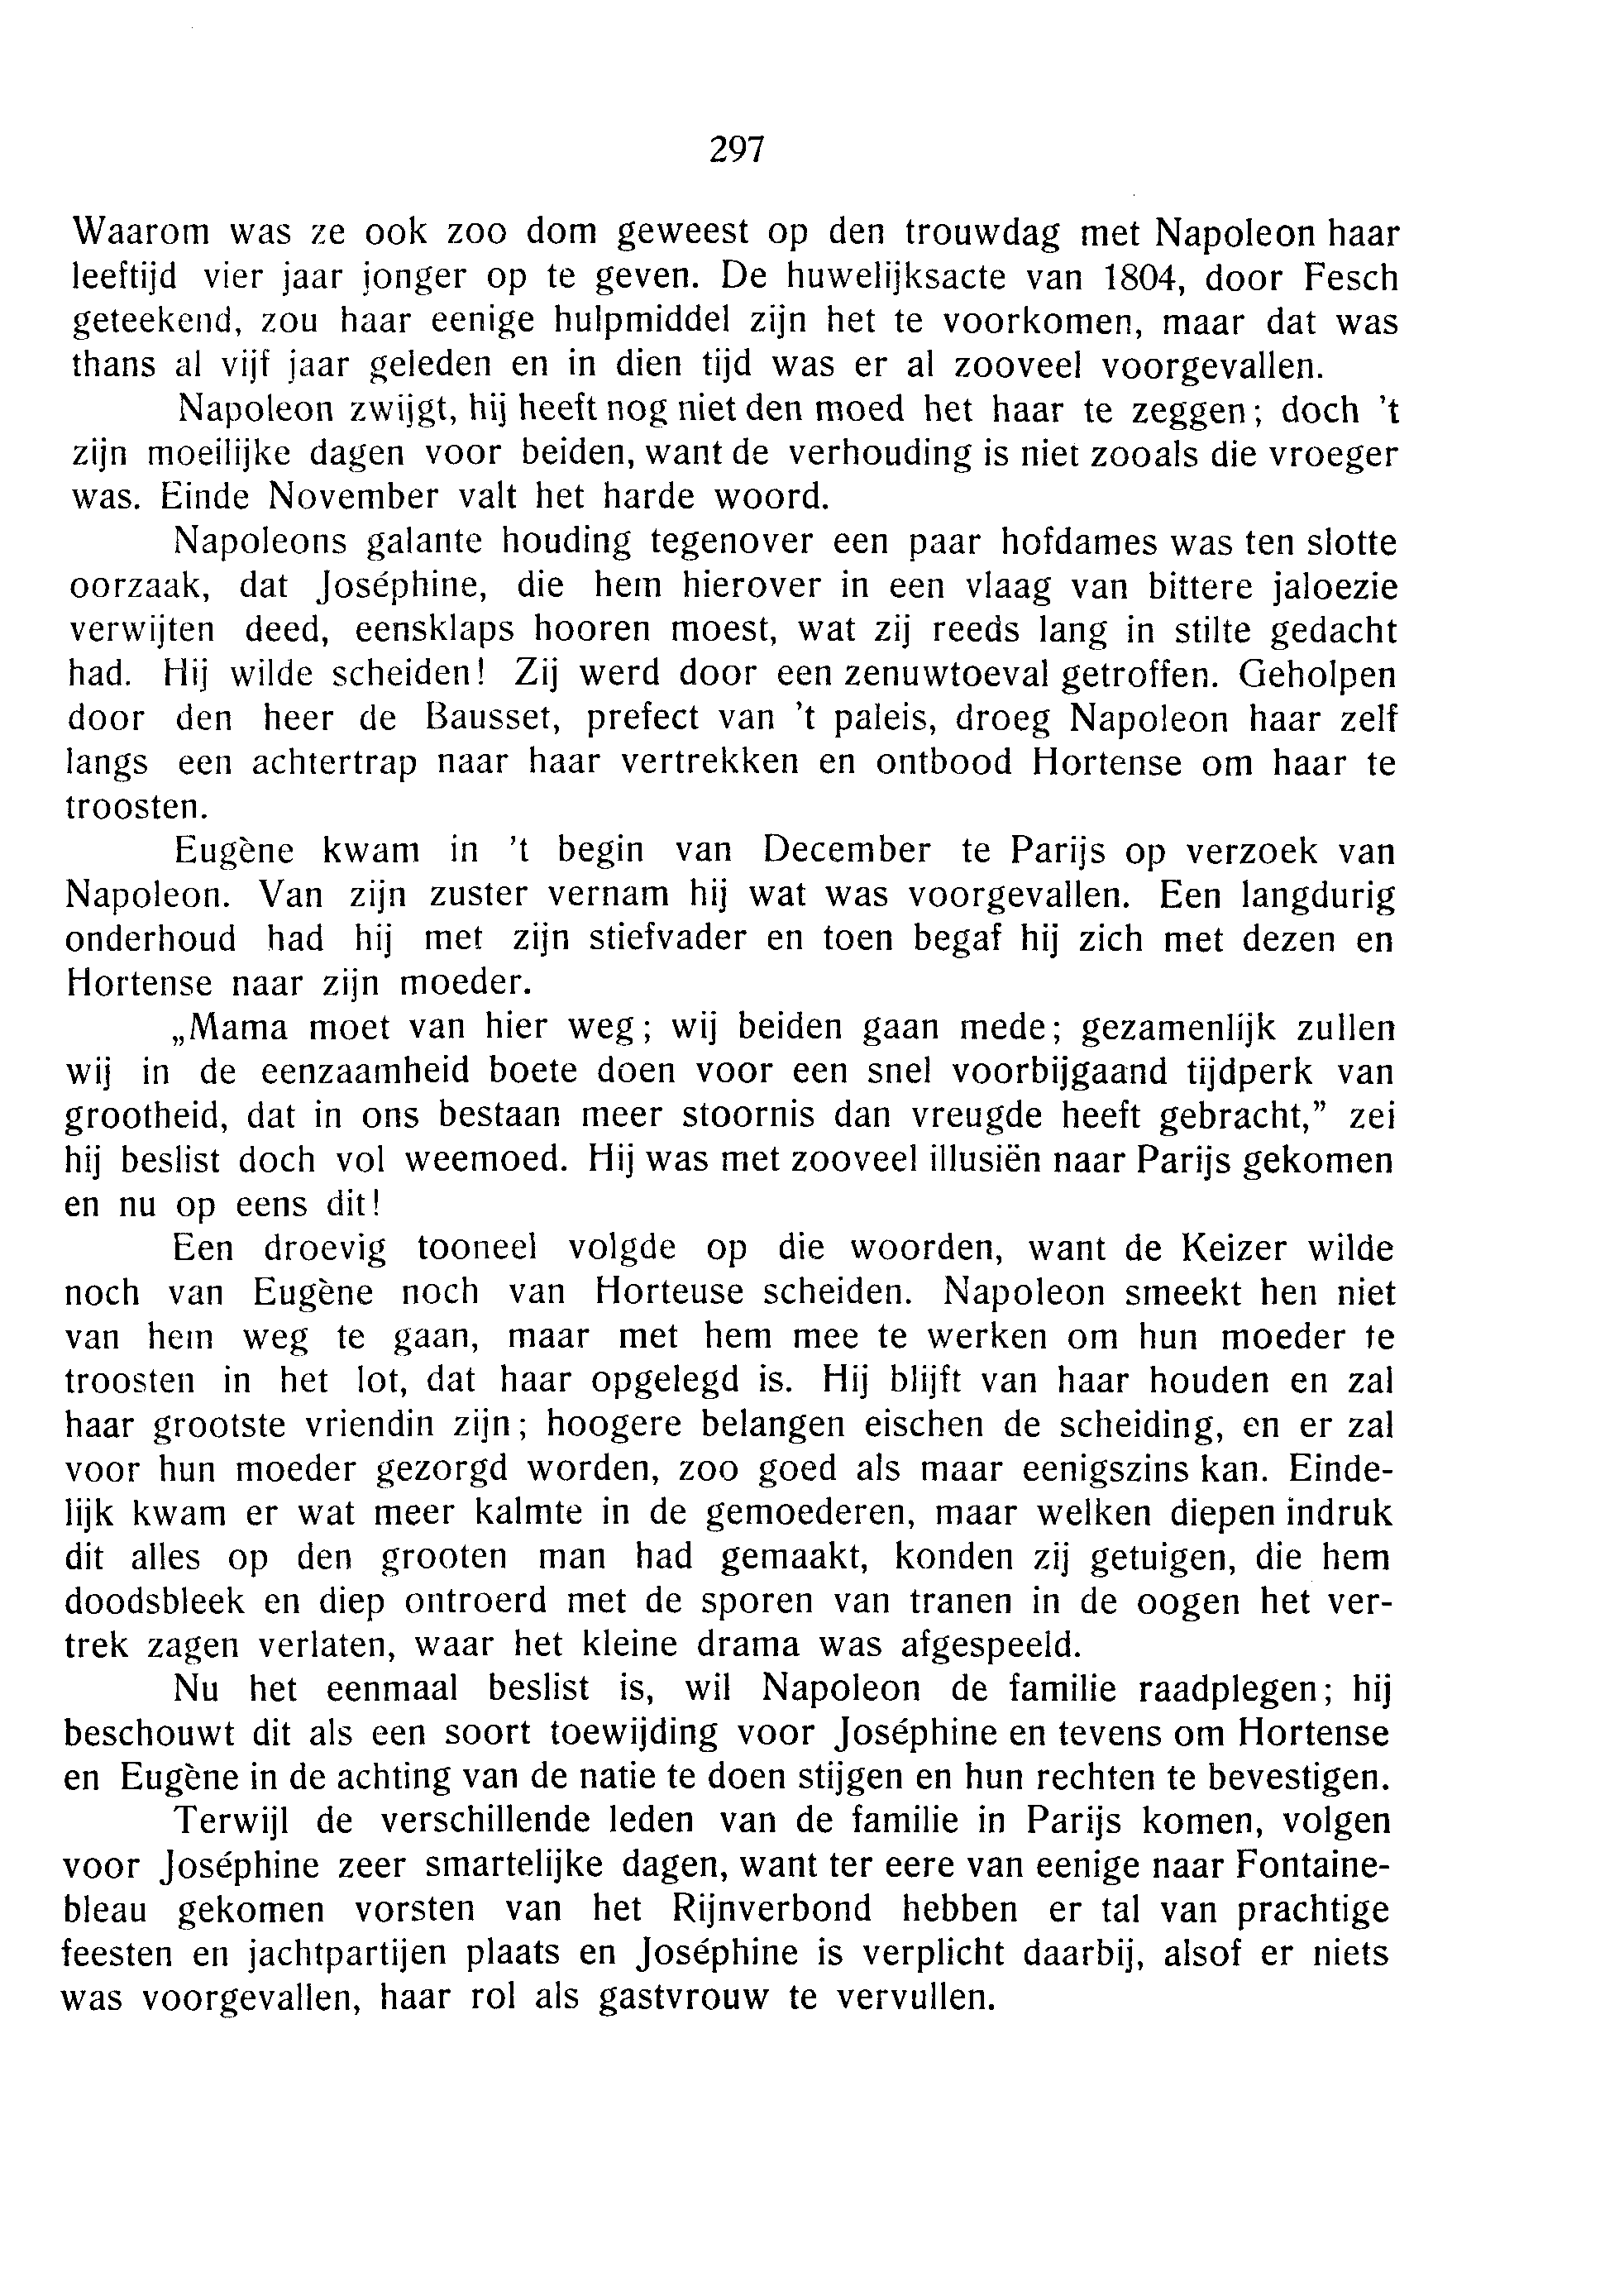 297
Waarom was ze ook zoo dom geweest op den trouwdag met Napoleon haar
leeftijd vier jaar jonger op te geven. De huwelijksacte van 1804, door Fesch
geteekend, zou haar eenige hulpmiddel zijn het te voorkomen, maar dat was
thans al vijf jaar geleden en in dien tijd was er al zooveel voorgevallen.
Napoleon zwijgt, hij heeft nog niet den moed het haar te zeggen; doch 't
zijn moeilijke dagen voor beiden, want de verhouding is niet zooals die vroeger
was. Einde November valt het harde woord.
Napoleons galante houding tegenover een paar hofdames was ten slotte
oorzaak, dat Joséphine, die hem hierover in een vlaag van bittere jaloezie
verwijten deed, eensklaps hooren moest, wat zij reeds lang in stilte gedacht
had. Hij wilde scheiden! Zij werd door een zenuwtoeval getroffen. Geholpen
door den heer de Bausset, prefect van 't paleis, droeg Napoleon haar zelf
langs een achtertrap naar haar vertrekken en ontbood Hortense om haar te
troosten.
Eugène kwam in 't begin van December te Parijs op verzoek van
Napoleon. Van zijn zuster vernam hij wat was voorgevallen. Een langdurig
onderhoud had hij met zijn stiefvader en toen begaf hij zich met dezen en
Hortense naar zijn moeder.
„Mama moet van hier weg; wij beiden gaan mede; gezamenlijk zullen
wij in de eenzaamheid boete doen voor een snel voorbijgaand tijdperk van
grootheid, dat in ons bestaan meer stoornis dan vreugde heeft gebracht,” zei
hij beslist doch vol weemoed. Hij was met zooveel illusiën naar Parijs gekomen
en nu op eens dit!
Een droevig tooneel volgde op die woorden, want de Keizer wilde
noch van Eugène noch van Horteuse scheiden. Napoleon smeekt hen niet
van hem weg te gaan, maar met hem mee te werken om hun moeder te
troosten in het lot, dat haar opgelegd is. Hij blijft van haar houden en zal
haar grootste vriendin zijn; hoogere belangen eischen de scheiding, en er zal
voor hun moeder gezorgd worden, zoo goed als maar eenigszins kan. Einde-
lijk kwam er wat meer kalmte in de gemoederen, maar welken diepen indruk
dit alles op den grooten man had gemaakt, konden zij getuigen, die hem
doodsbleek en diep ontroerd met de sporen van tranen in de oogen het ver-
trek zagen verlaten, waar het kleine drama was afgespeeld.
Nu het eenmaal beslist is, wil Napoleon de familie raadplegen; hij
beschouwt dit als een soort toewijding voor Joséphine en tevens om Hortense
en Eugène in de achting van de natie te doen stijgen en hun rechten te bevestigen.
Terwijl de verschillende leden van de familie in Parijs komen, volgen
voor Joséphine zeer smartelijke dagen, want ter eere van eenige naar Fontaine-
bleau gekomen vorsten van het Rijnverbond hebben er tal van prachtige
feesten en jachtpartijen plaats en Joséphine is verplicht daarbij, alsof er niets
was voorgevallen, haar rol als gastvrouw te vervullen.